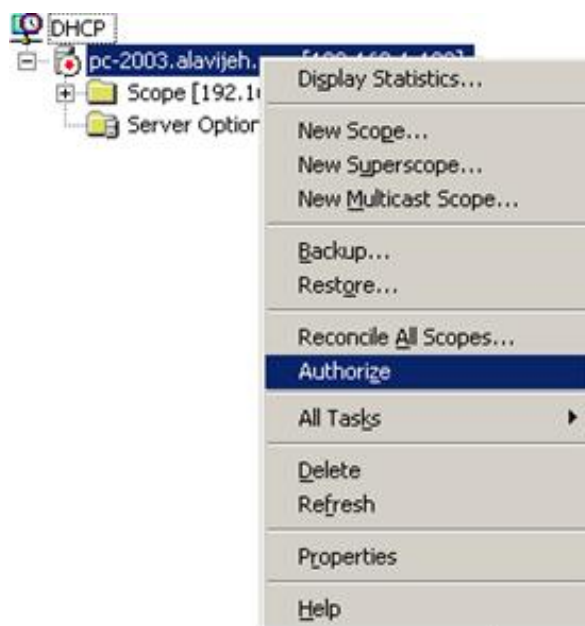 DHCP
pc-2003.alavijeh.
Scope [192.1
Server Option
Display Statistics...
New Scope...
New Superscope...
New Multicast Scope...
Backup...
Restore...
Reconcile All Scopes...
Authorize
All Tasks
Delete
Refresh
Properties
Help